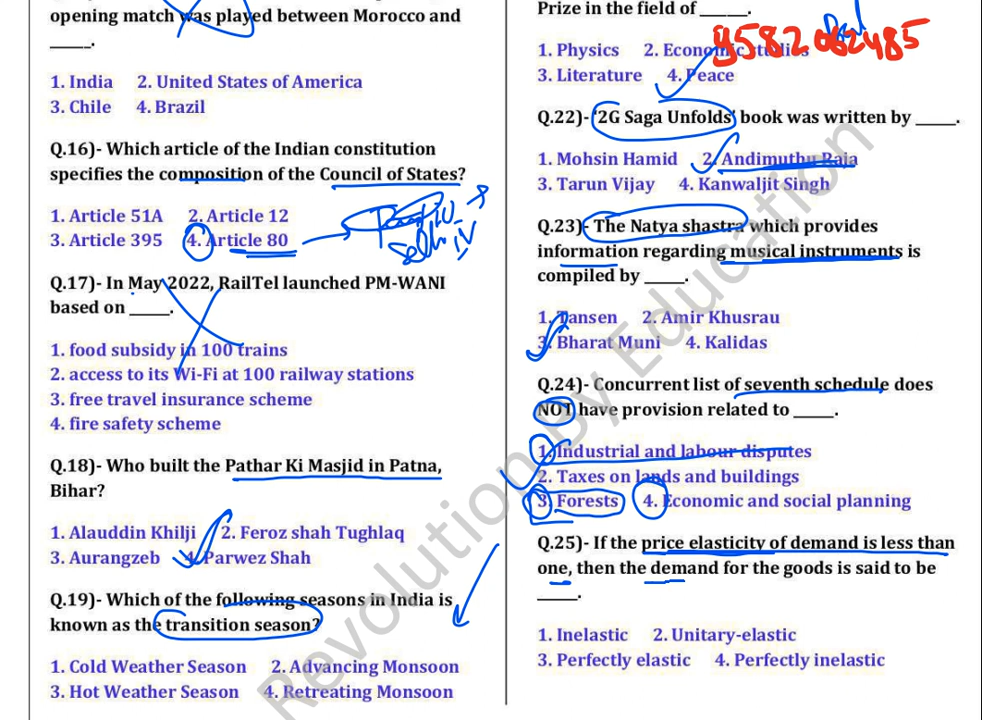 opening match was played between Morocco and
_____.
1. India 2. United States of America
3. Chile 4. Brazil
Q.16)- Which article of the Indian constitution
specifies the composition of the Council of States?
1. Article 51A 2. Article 12
3. Article 395 4. Article 80
Q.17)- In May 2022, RailTel launched PM-WANI
based on _____.
1. food subsidy in 100 trains
2. access to its Wi-Fi at 100 railway stations
3. free travel insurance scheme
4. fire safety scheme
Q.18)- Who built the Pathar Ki Masjid in Patna,
Bihar?
1. Alauddin Khilji 2. Feroz shah Tughlaq
3. Aurangzeb 4. Parwez Shah
Q.19)- Which of the following seasons in India is
known as the transition season?
1. Cold Weather Season 2. Advancing Monsoon
3. Hot Weather Season 4. Retreating Monsoon
Prize in the field of _____.
1. Physics 2. Economic studies
9582062485
3. Literature 4. Peace
Q.22)- '2G Saga Unfolds' book was written by _____.
1. Mohsin Hamid 2. Andimuthu Raja
3. Tarun Vijay 4. Kanwaljit Singh
Q.23)- The Natya shastra which provides
information regarding musical instruments is
compiled by _____.
1. Tansen 2. Amir Khusrau
3. Bharat Muni 4. Kalidas
Q.24)- Concurrent list of seventh schedule does
NOT have provision related to _____.
1. Industrial and labour disputes
2. Taxes on lands and buildings
3. Forests 4. Economic and social planning
Q.25)- If the price elasticity of demand is less than
one, then the demand for the goods is said to be
_____.
1. Inelastic 2. Unitary-elastic
3. Perfectly elastic 4. Perfectly inelastic
Revolution By Education